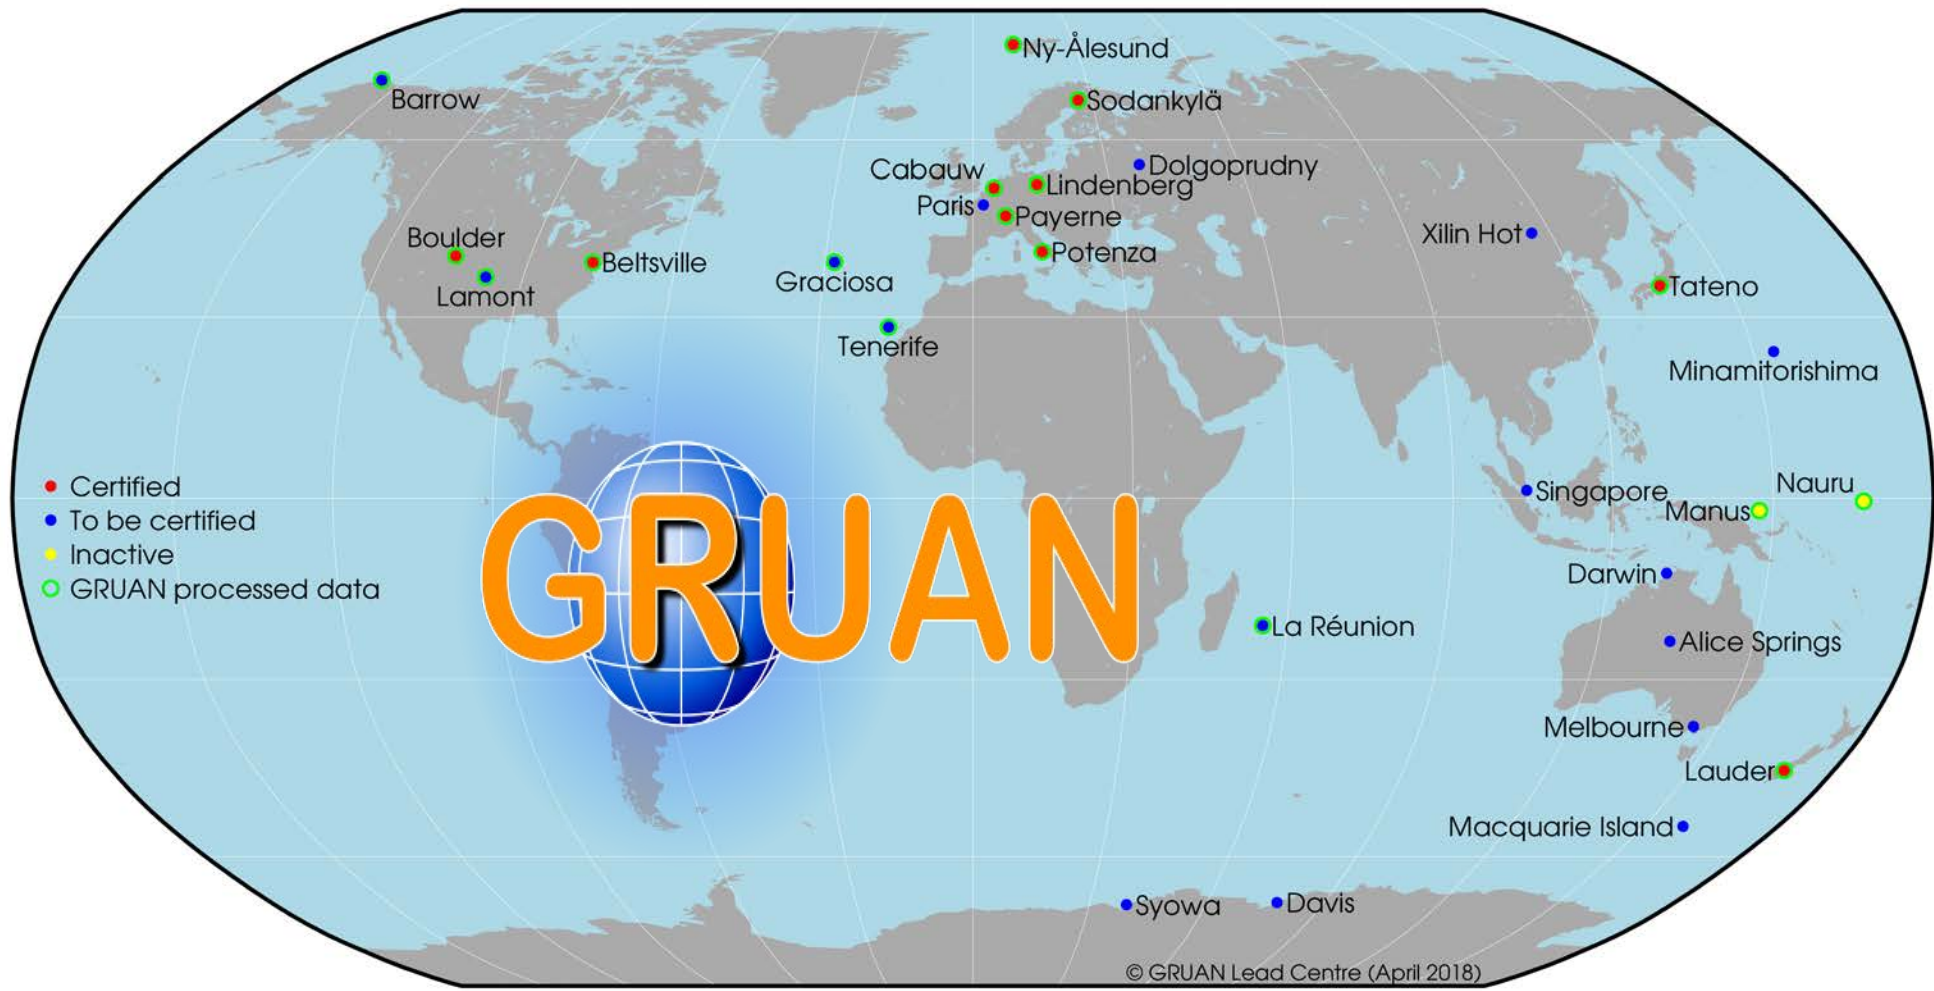 Ny-Ålesund
Barrow
Sodankylä
Cabauw
Dolgoprudny
Lindenberg
Paris
Payerne
Xilin Hot
Boulder
Potenza
Beltsville
Graciosa
Lamont
Tateno
Tenerife
Minamitorishima
Certified
To be certified
Inactive
GRUAN processed data
GRUAN
Singapore
Nauru
Manus
Darwin
La Réunion
Alice Springs
Melbourne
Lauder
Macquarie Island
Syowa
Davis
© GRUAN Lead Centre (April 2018)